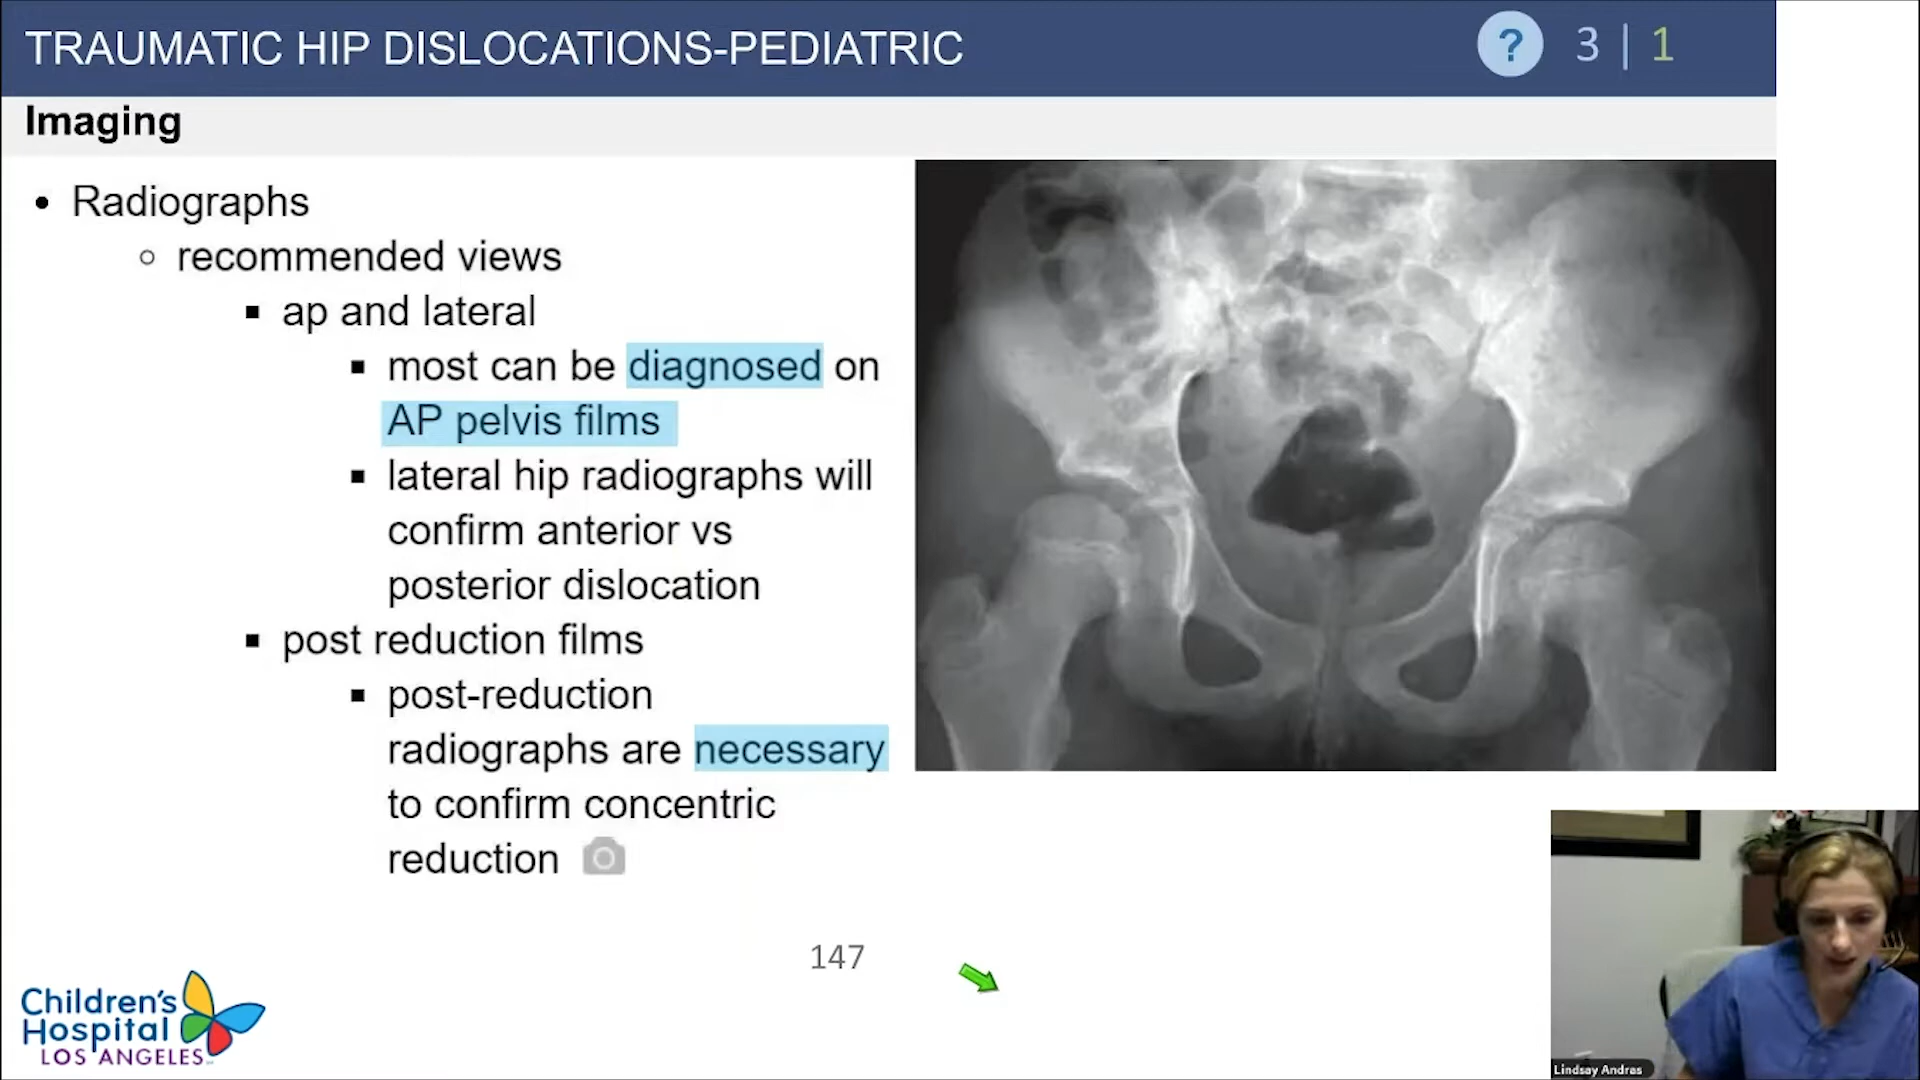 TRAUMATIC HIP DISLOCATIONS-PEDIATRIC
? 3 | 1
Imaging
• Radiographs
○ recommended views
▪ ap and lateral
▪ most can be diagnosed on
AP pelvis films
▪ lateral hip radiographs will
confirm anterior vs
posterior dislocation
▪ post reduction films
▪ post-reduction
radiographs are necessary
to confirm concentric
reduction
147
Children's
Hospital
LOS ANGELES
Lindsay Andras